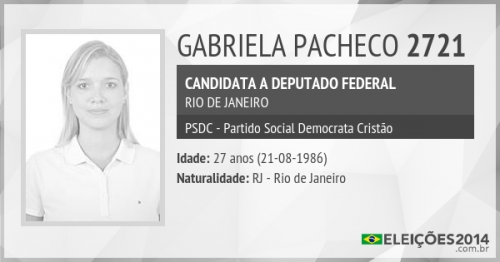 GABRIELA PACHECO 2721
CANDIDATA A DEPUTADO FEDERAL
RIO DE JANEIRO
PSDC - Partido Social Democrata Cristão
Idade: 27 anos (21-08-1986)
Naturalidade: RJ - Rio de Janeiro
ELEIÇÕES2014
.com.br